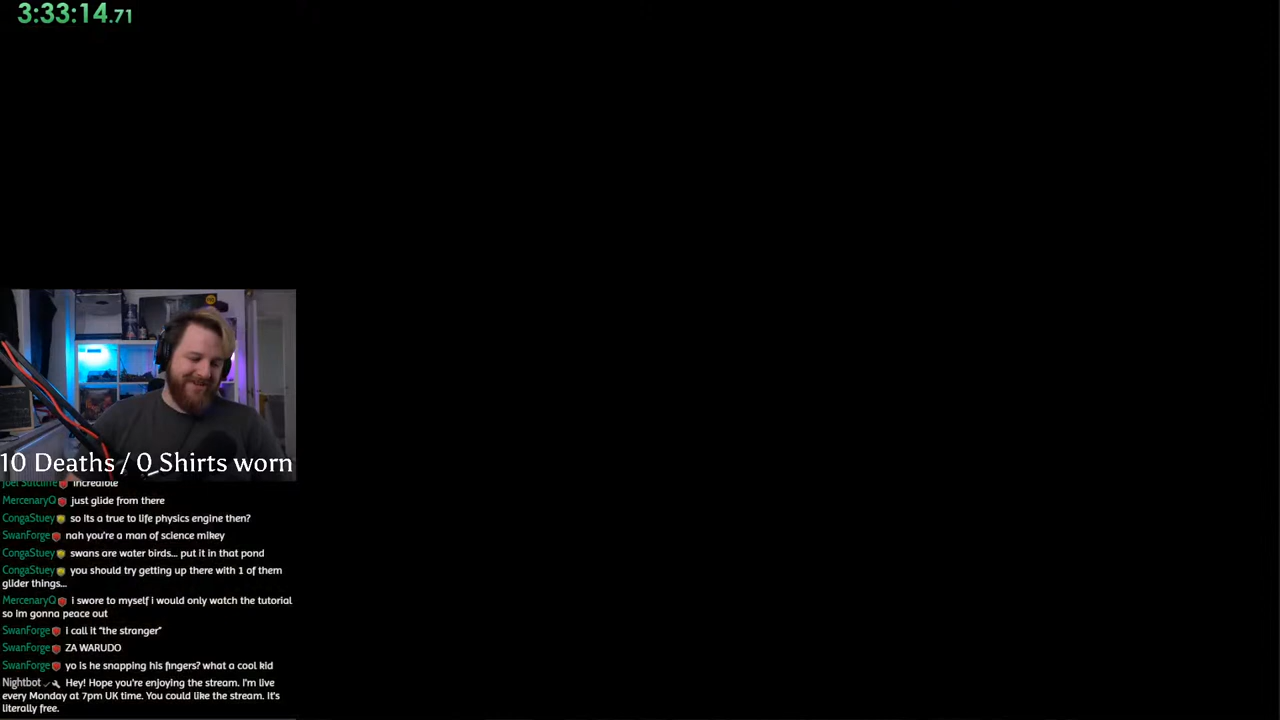 3:33:14.71
10 Deaths / 0 Shirts worn
Joel Sutcliffe incredible
MercenaryQ just glide from there
CongaStuey so its a true to life physics engine then?
SwanForge nah you're a man of science mikey
CongaStuey swans are water birds... put it in that pond
CongaStuey you should try getting up there with 1 of them
glider things...
MercenaryQ i swore to myself i would only watch the tutorial
so im gonna peace out
SwanForge i call it "the stranger"
SwanForge ZA WARUDO
SwanForge yo is he snapping his fingers? what a cool kid
Nightbot Hey! Hope you're enjoying the stream. I'm live
every Monday at 7pm UK time. You could like the stream. It's
literally free.